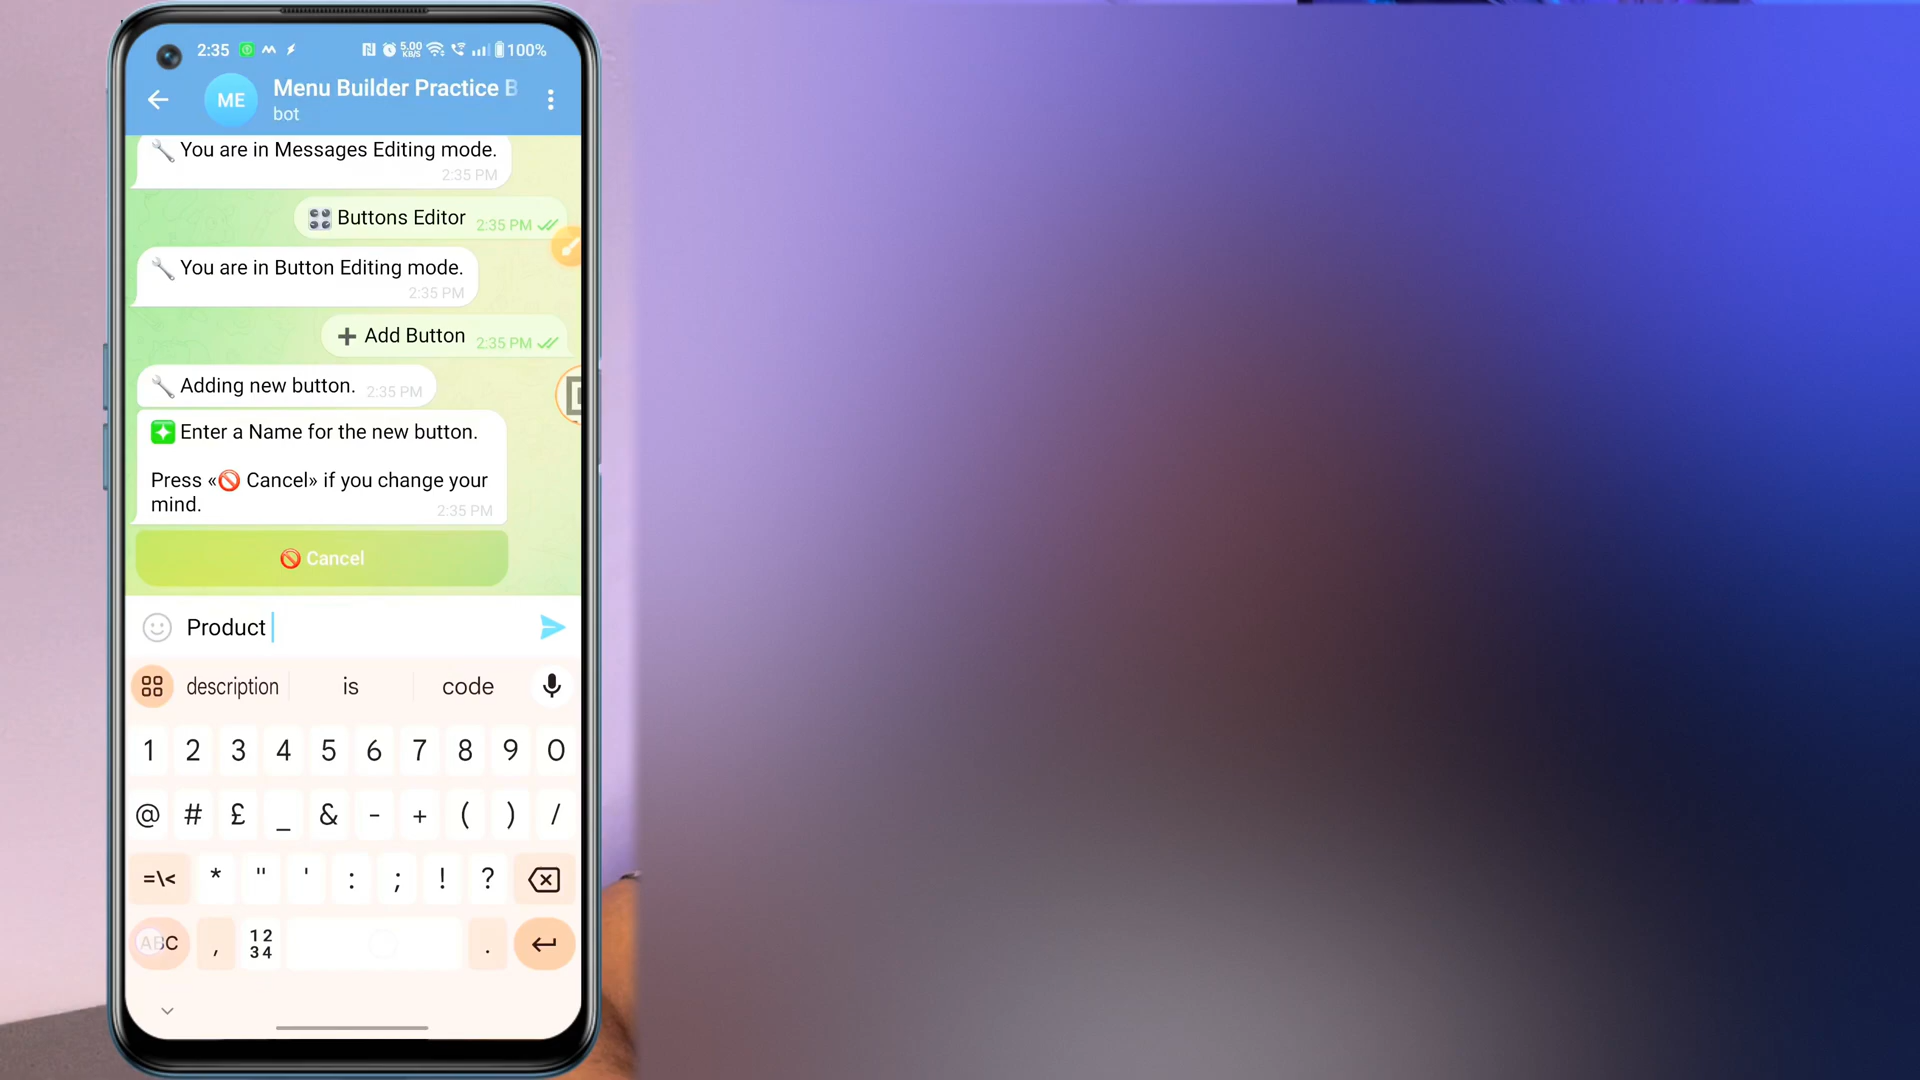 2:35 5.00 KB/S 100%
ME Menu Builder Practice B
bot
You are in Messages Editing mode.
2:35 PM
Buttons Editor 2:35 PM
You are in Button Editing mode.
2:35 PM
Add Button 2:35 PM
Adding new button. 2:35 PM
Enter a Name for the new button.
Press «🚫 Cancel» if you change your
mind. 2:35 PM
🚫 Cancel
Product
description is code
1 2 3 4 5 6 7 8 9 0
@ # £ _ & - + ( ) /
=\< * " ' : ; ! ?
ABC , 12 34 .